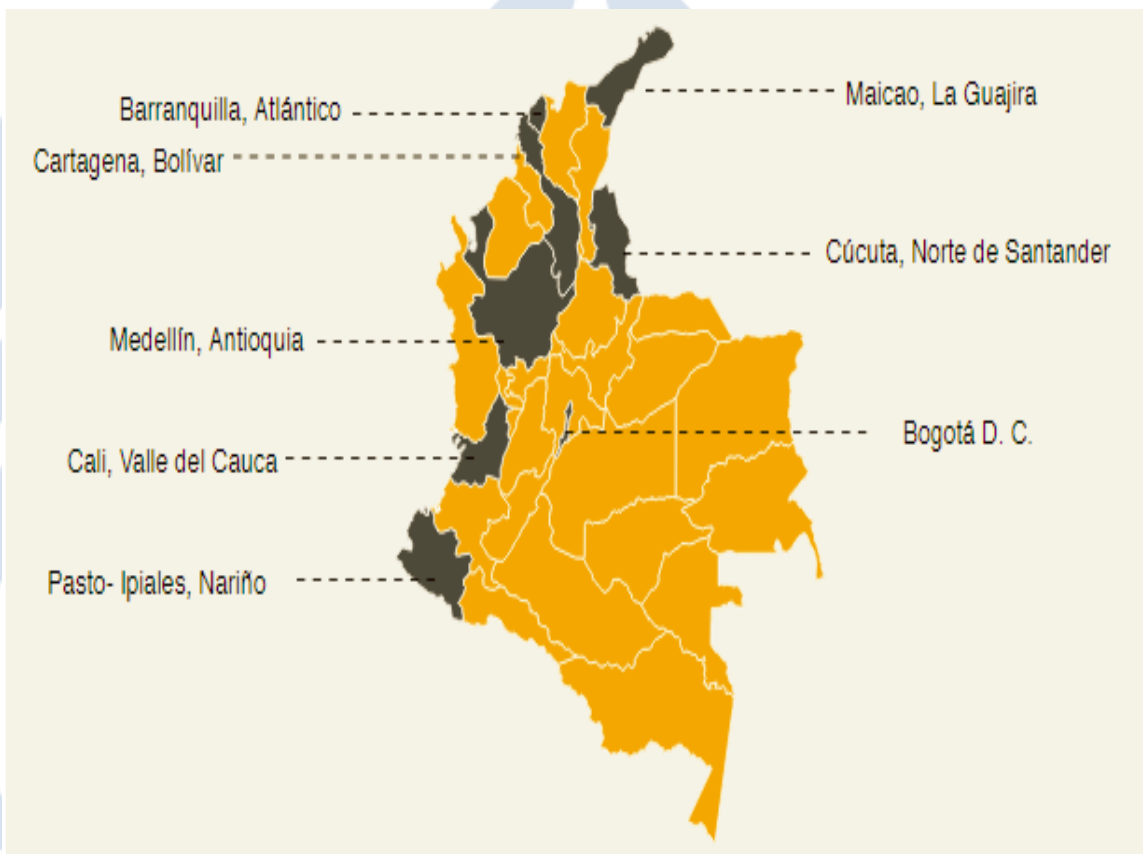 Maicao, La Guajira
Barranquilla, Atlántico
Cartagena, Bolívar
Cúcuta, Norte de Santander
Medellín, Antioquia
Bogotá D. C.
Cali, Valle del Cauca
Pasto- Ipiales, Nariño